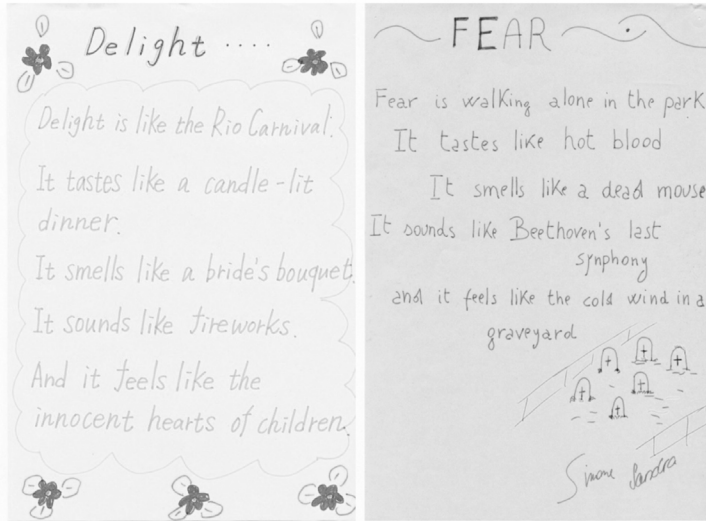 Delight ....
Delight is like the Rio Carnival.
It tastes like a candle-lit
dinner.
It smells like a bride's bouquet.
It sounds like fireworks.
And it feels like the
innocent hearts of children.
FEAR
Fear is walking alone in the park
It tastes like hot blood
It smells like a dead mouse
It sounds like Beethoven's last
synphony
and it feels like the cold wind in a
graveyard
Simone Sandra